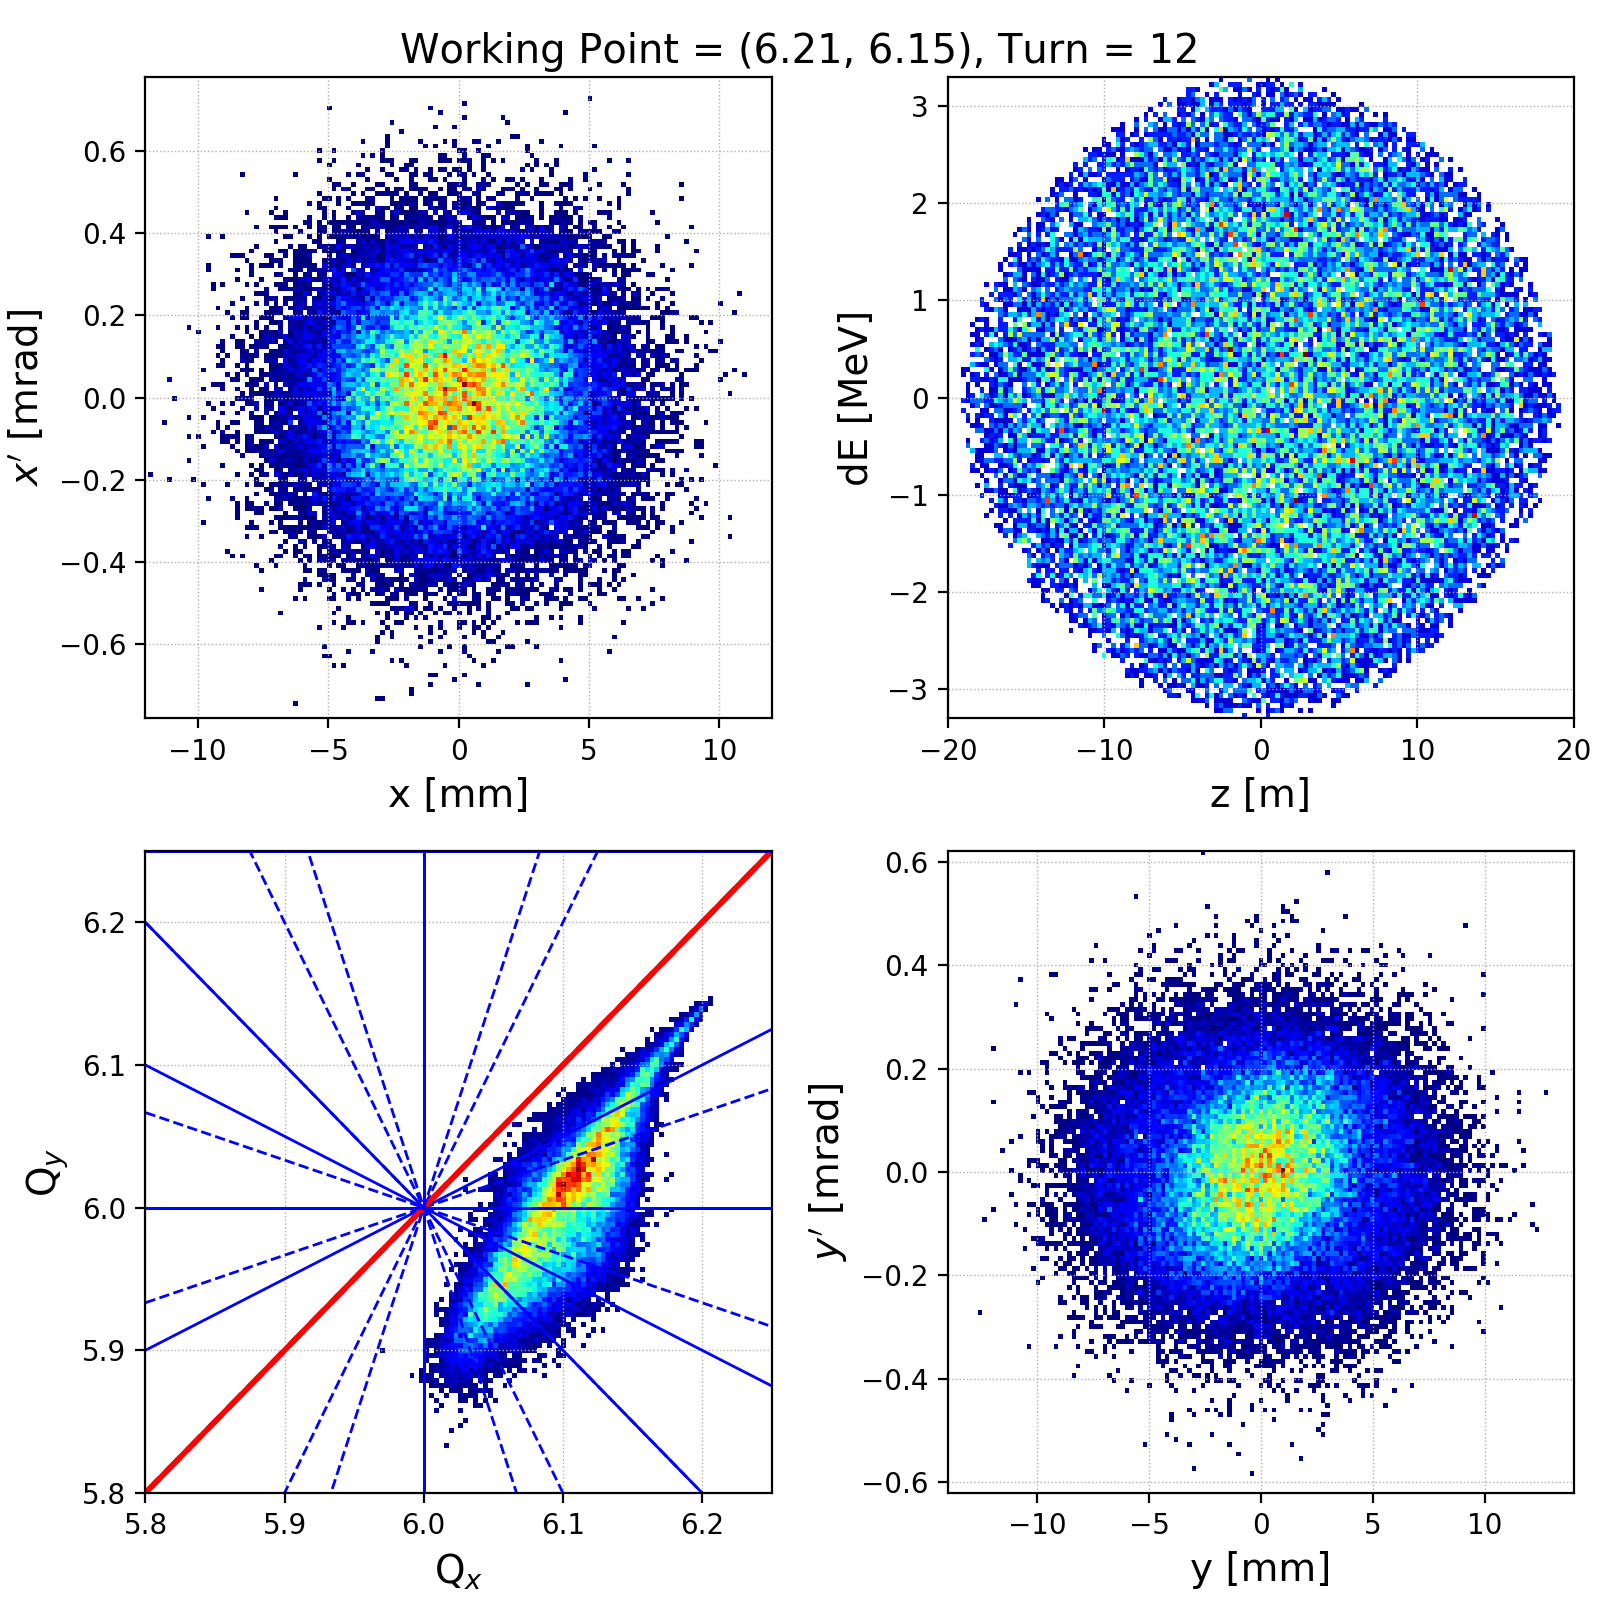 Working Point = (6.21, 6.15), Turn = 12
0.6
0.4
0.2
0.0
−0.2
−0.4
−0.6
x′ [mrad]
−10 −5 0 5 10
x [mm]
3
2
1
0
−1
−2
−3
dE [MeV]
−20 −10 0 10 20
z [m]
6.2
6.1
6.0
5.9
5.8
Qy
5.8 5.9 6.0 6.1 6.2
Qx
0.6
0.4
0.2
0.0
−0.2
−0.4
−0.6
y′ [mrad]
−10 −5 0 5 10
y [mm]